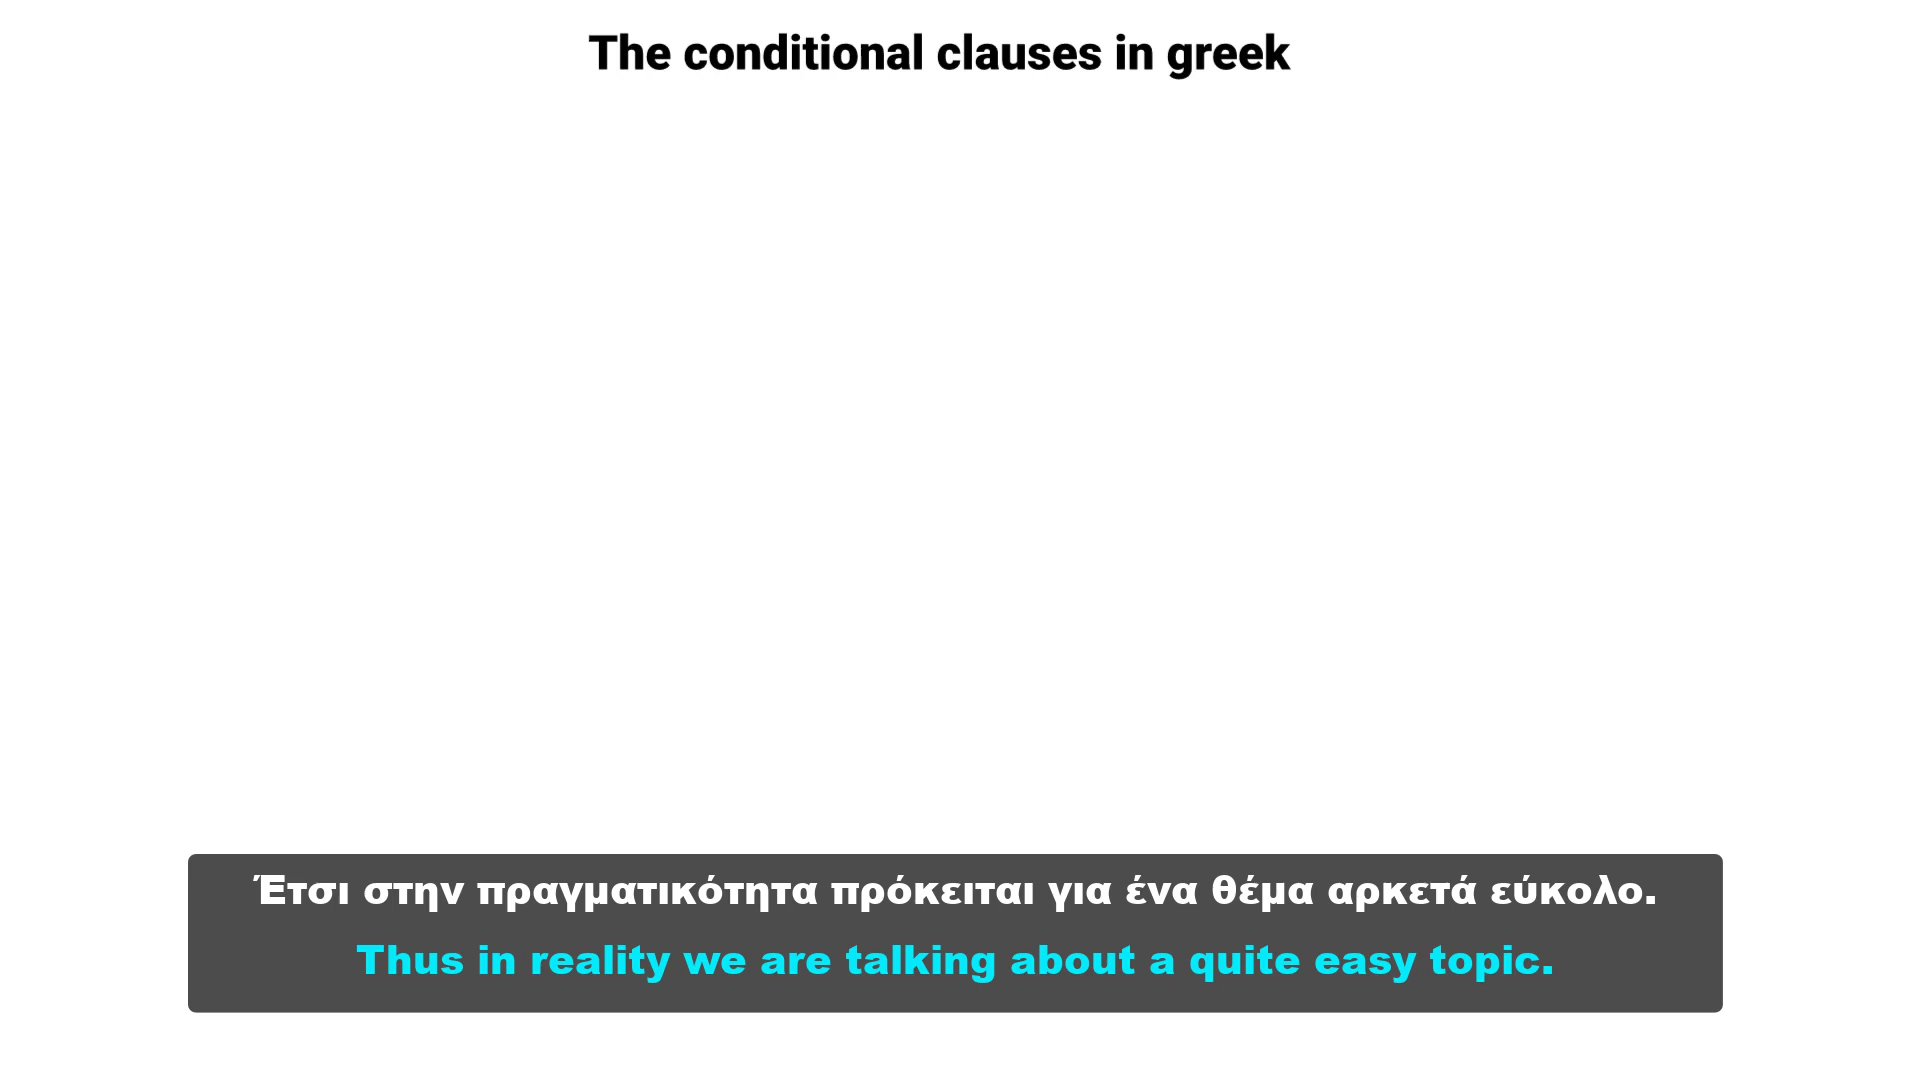 The conditional clauses in greek
Έτσι στην πραγματικότητα πρόκειται για ένα θέμα αρκετά εύκολο.
Thus in reality we are talking about a quite easy topic.